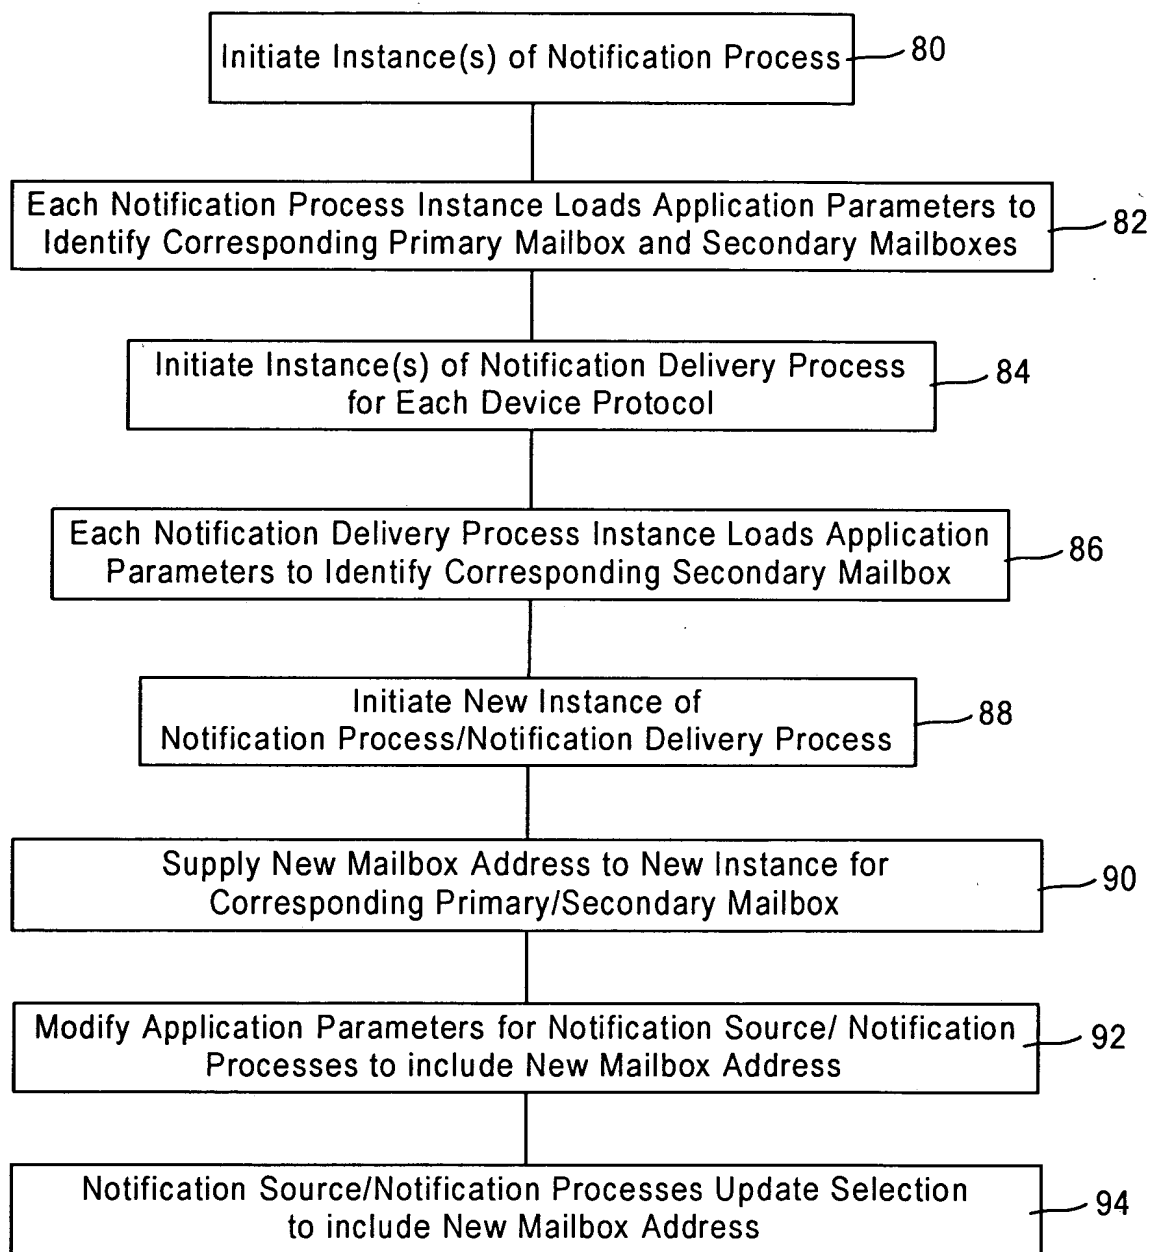 Initiate Instance(s) of Notification Process
80
Each Notification Process Instance Loads Application Parameters to
Identify Corresponding Primary Mailbox and Secondary Mailboxes
82
Initiate Instance(s) of Notification Delivery Process
for Each Device Protocol
84
Each Notification Delivery Process Instance Loads Application
Parameters to Identify Corresponding Secondary Mailbox
86
Initiate New Instance of
Notification Process/Notification Delivery Process
88
Supply New Mailbox Address to New Instance for
Corresponding Primary/Secondary Mailbox
90
Modify Application Parameters for Notification Source/ Notification
Processes to include New Mailbox Address
92
Notification Source/Notification Processes Update Selection
to include New Mailbox Address
94